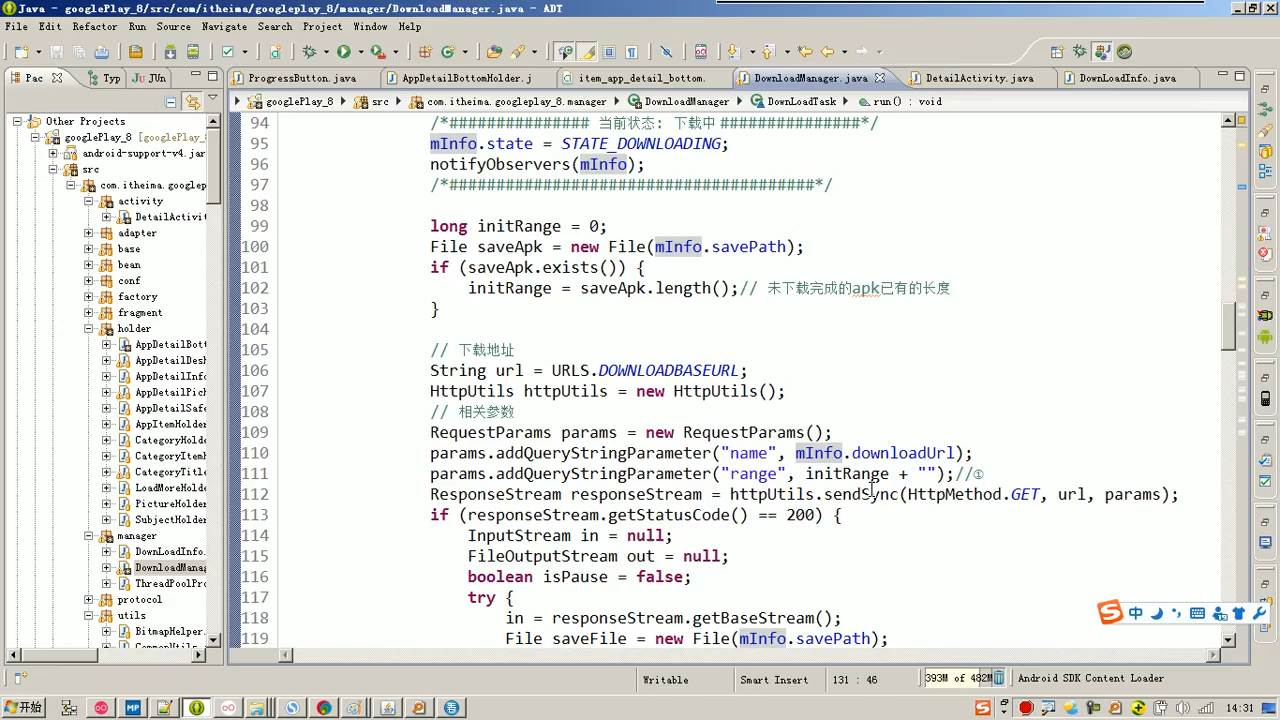 Java - googlePlay_8/src/com/itheima/googleplay_8/manager/DownloadManager.java - ADT
File Edit Refactor Run Source Navigate Search Project Window Help
Pac Typ JUn
ProgressButton.java AppDetailBottomHolder.j item_app_detail_bottom. DownloadManager.java DetailActivity.java DownLoadInfo.java
googlePlay_8 src com.itheima.googleplay_8.manager DownloadManager DownLoadTask run() : void
Other Projects
googlePlay_8 [googlePla
android-support-v4.jar
src
com.itheima.googlep
activity
DetailActivi
adapter
base
bean
conf
factory
fragment
holder
AppDetailBott
AppDetailDesh
AppDetailInfo
AppDetailPich
AppDetailSafe
AppItemHolder
CategoryHolde
CategoryItemH
CategoryTitle
LoadMoreHolde
PictureHolder
SubjectHolder
manager
DownLoadInfo.
DownloadManag
ThreadPoolPro
protocol
utils
BitmapHelper.
CommonUtils.j
94 /*############### 当前状态: 下载中 ###############*/
95 mInfo.state = STATE_DOWNLOADING;
96 notifyObservers(mInfo);
97 /*#######################################*/
98
99 long initRange = 0;
100 File saveApk = new File(mInfo.savePath);
101 if (saveApk.exists()) {
102 initRange = saveApk.length();// 未下载完成的apk已有的长度
103 }
104
105 // 下载地址
106 String url = URLS.DOWNLOADBASEURL;
107 HttpUtils httpUtils = new HttpUtils();
108 // 相关参数
109 RequestParams params = new RequestParams();
110 params.addQueryStringParameter("name", mInfo.downloadUrl);
111 params.addQueryStringParameter("range", initRange + "");//①
112 ResponseStream responseStream = httpUtils.sendSync(HttpMethod.GET, url, params);
113 if (responseStream.getStatusCode() == 200) {
114 InputStream in = null;
115 FileOutputStream out = null;
116 boolean isPause = false;
117 try {
118 in = responseStream.getBaseStream();
119 File saveFile = new File(mInfo.savePath);
中
Writable Smart Insert 131 : 46 393M of 482M Android SDK Content Loader
开始 MP 14:31